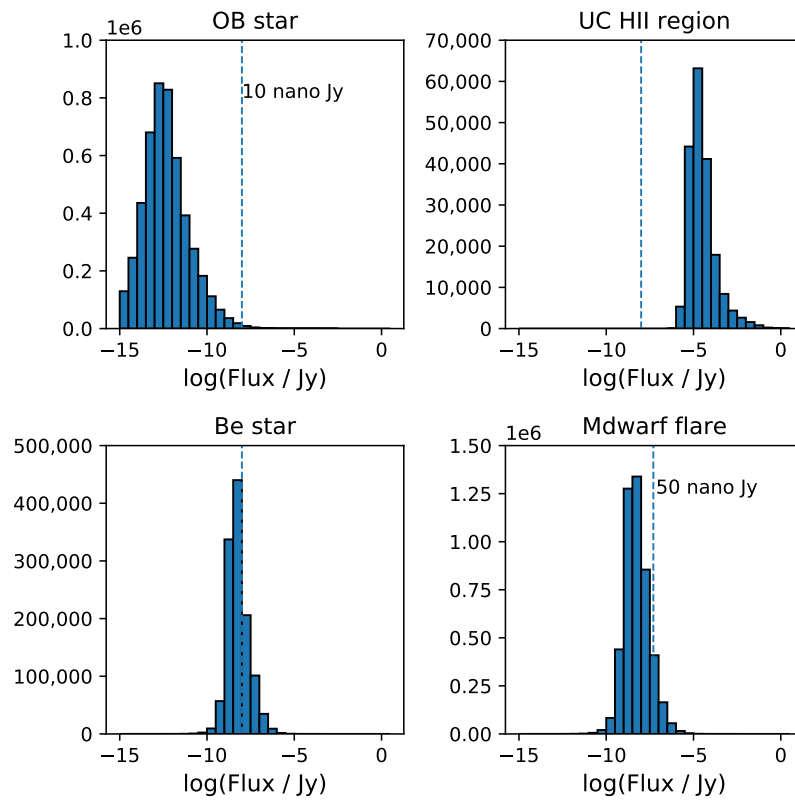 OB star
1e6
1.0
0.8
0.6
0.4
0.2
0.0
10 nano Jy
−15 −10 −5 0
log(Flux / Jy)
UC HII region
70,000
60,000
50,000
40,000
30,000
20,000
10,000
0
−15 −10 −5 0
log(Flux / Jy)
Be star
500,000
400,000
300,000
200,000
100,000
0
−15 −10 −5 0
log(Flux / Jy)
Mdwarf flare
1e6
1.50
1.25
1.00
0.75
0.50
0.25
0.00
50 nano Jy
−15 −10 −5 0
log(Flux / Jy)